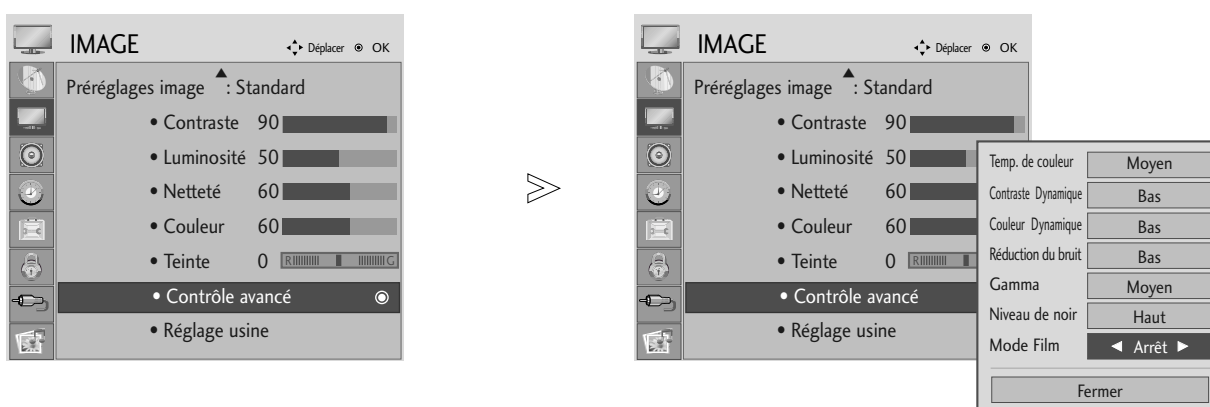 IMAGE Déplacer OK
Préréglages image : Standard
• Contraste 90
• Luminosité 50
• Netteté 60
• Couleur 60
• Teinte 0 R G
• Contrôle avancé
• Réglage usine
IMAGE Déplacer OK
Préréglages image : Standard
• Contraste 90
• Luminosité 50
• Netteté 60
• Couleur 60
• Teinte 0 R
• Contrôle avancé
• Réglage usine
Temp. de couleur Moyen
Contraste Dynamique Bas
Couleur Dynamique Bas
Réduction du bruit Bas
Gamma Moyen
Niveau de noir Haut
Mode Film ◄ Arrêt ►
Fermer